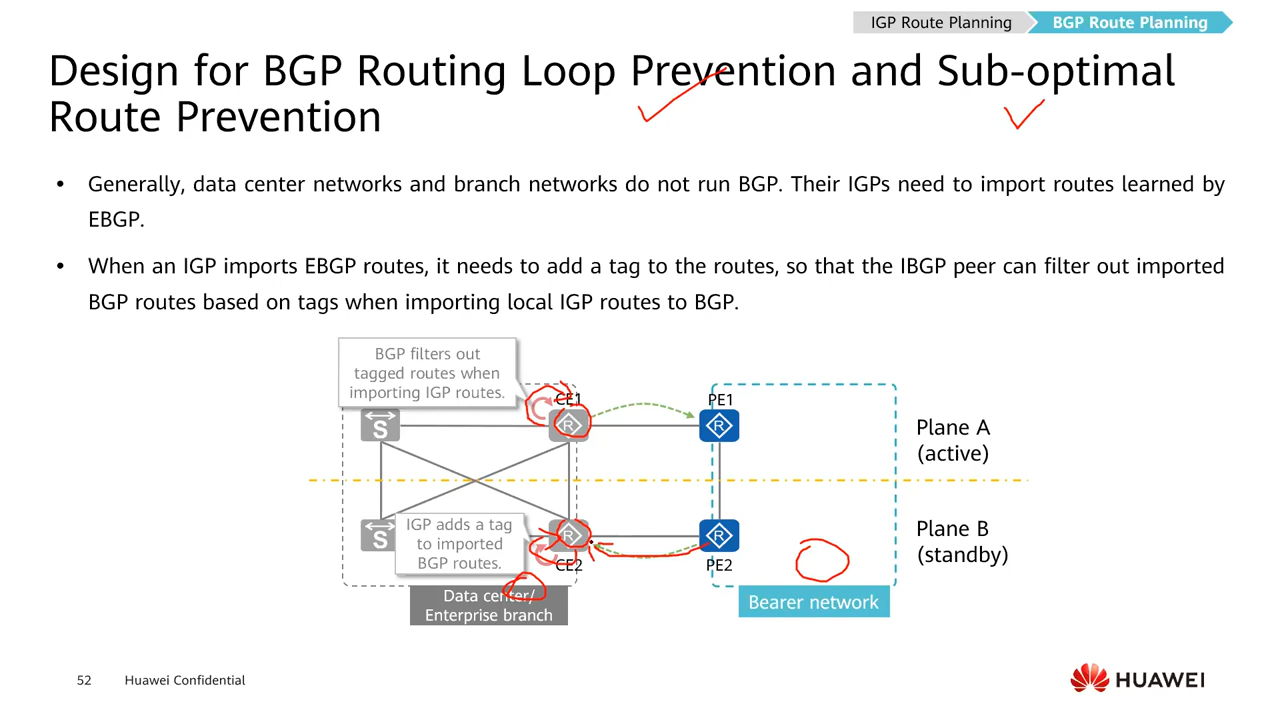 IGP Route Planning
BGP Route Planning
Design for BGP Routing Loop Prevention and Sub-optimal
Route Prevention
• Generally, data center networks and branch networks do not run BGP. Their IGPs need to import routes learned by
EBGP.
• When an IGP imports EBGP routes, it needs to add a tag to the routes, so that the IBGP peer can filter out imported
BGP routes based on tags when importing local IGP routes to BGP.
BGP filters out
tagged routes when
importing IGP routes.
CE1
PE1
S
R
R
Plane A
(active)
IGP adds a tag
to imported
BGP routes.
S
R
R
CE2
PE2
Plane B
(standby)
Data center/
Enterprise branch
Bearer network
52
Huawei Confidential
HUAWEI